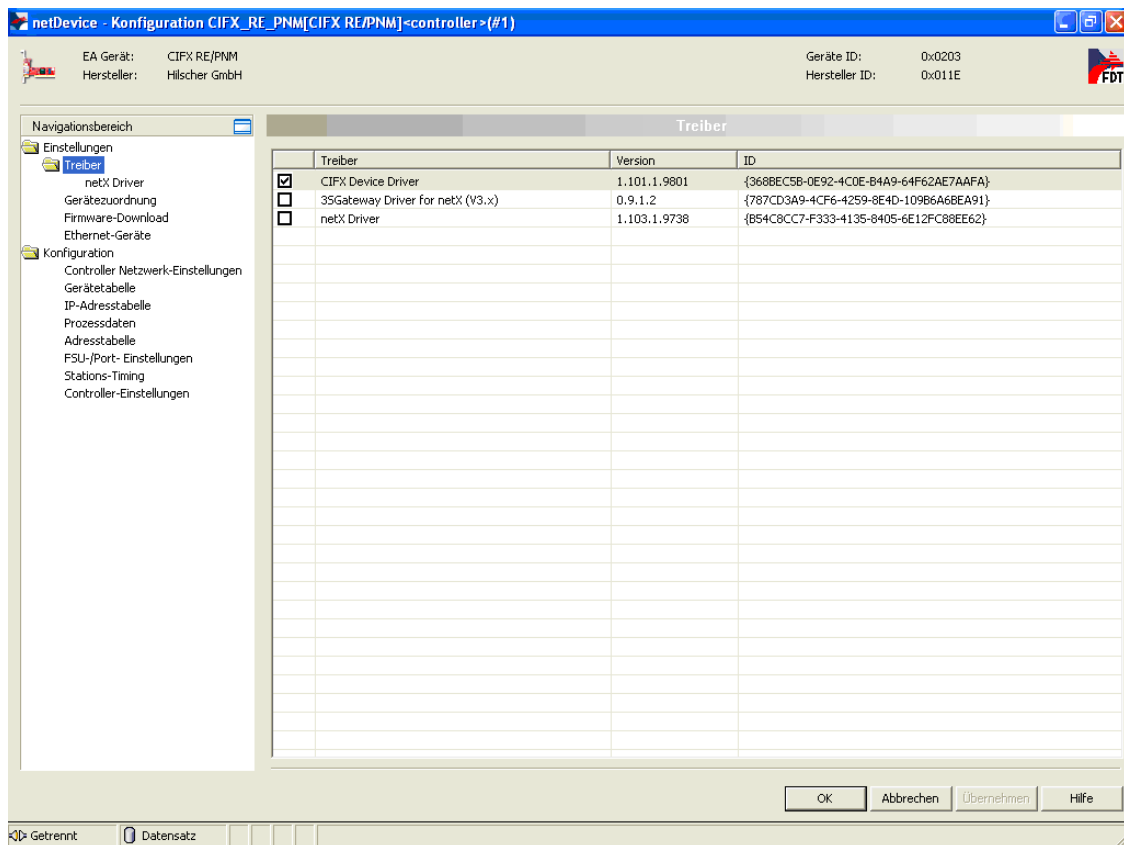 netDevice - Konfiguration CIFX_RE_PNM[CIFX RE/PNM]<controller>(#1)
EA Gerät: CIFX RE/PNM
Hersteller: Hilscher GmbH
Geräte ID: 0x0203
Hersteller ID: 0x011E
FDT
Navigationsbereich
Einstellungen
Treiber
netX Driver
Gerätezuordnung
Firmware-Download
Ethernet-Geräte
Konfiguration
Controller Netzwerk-Einstellungen
Gerätetabelle
IP-Adresstabelle
Prozessdaten
Adresstabelle
FSU-/Port- Einstellungen
Stations-Timing
Controller-Einstellungen
Treiber
Treiber Version ID
CIFX Device Driver 1.101.1.9801 {368BEC5B-0E92-4C0E-B4A9-64F62AE7AAFA}
3SGateway Driver for netX (V3.x) 0.9.1.2 {787CD3A9-4CF6-4259-8E4D-109B6A6BEA91}
netX Driver 1.103.1.9738 {B54C8CC7-F333-4135-8405-6E12FC88EE62}
OK Abbrechen Übernehmen Hilfe
Getrennt Datensatz